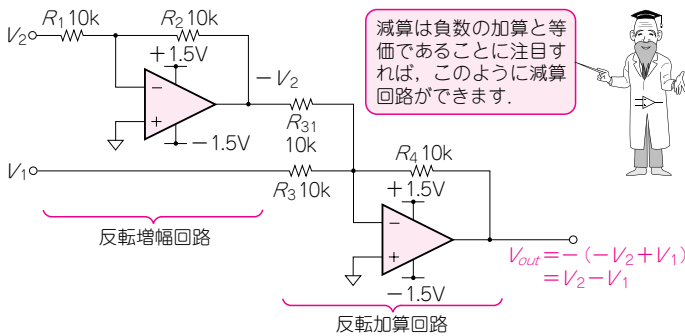 R1 10k
R2 10k
V2
+1.5V
−
+
−1.5V
−V2
R31
10k
V1
R3 10k
R4 10k
+1.5V
−
+
−1.5V
反転増幅回路
反転加算回路
Vout=−(−V2+V1)
=V2−V1
減算は負数の加算と等
価であることに注目す
れば，このように減算
回路ができます．